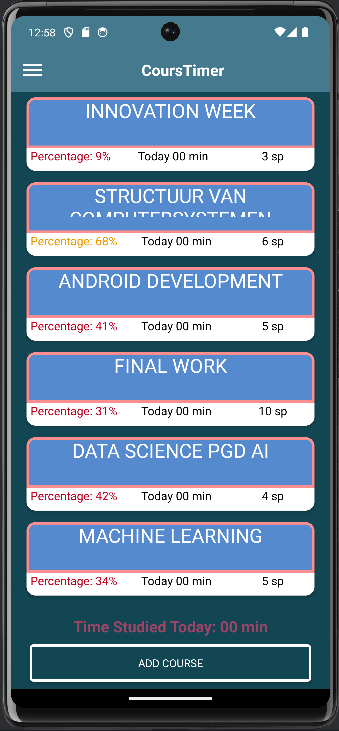 12:58
CoursTimer
INNOVATION WEEK
Percentage: 9% Today 00 min 3 sp
STRUCTUUR VAN
COMPUTERSYSTEMEN
Percentage: 68% Today 00 min 6 sp
ANDROID DEVELOPMENT
Percentage: 41% Today 00 min 5 sp
FINAL WORK
Percentage: 31% Today 00 min 10 sp
DATA SCIENCE PGD AI
Percentage: 42% Today 00 min 4 sp
MACHINE LEARNING
Percentage: 34% Today 00 min 5 sp
Time Studied Today: 00 min
ADD COURSE